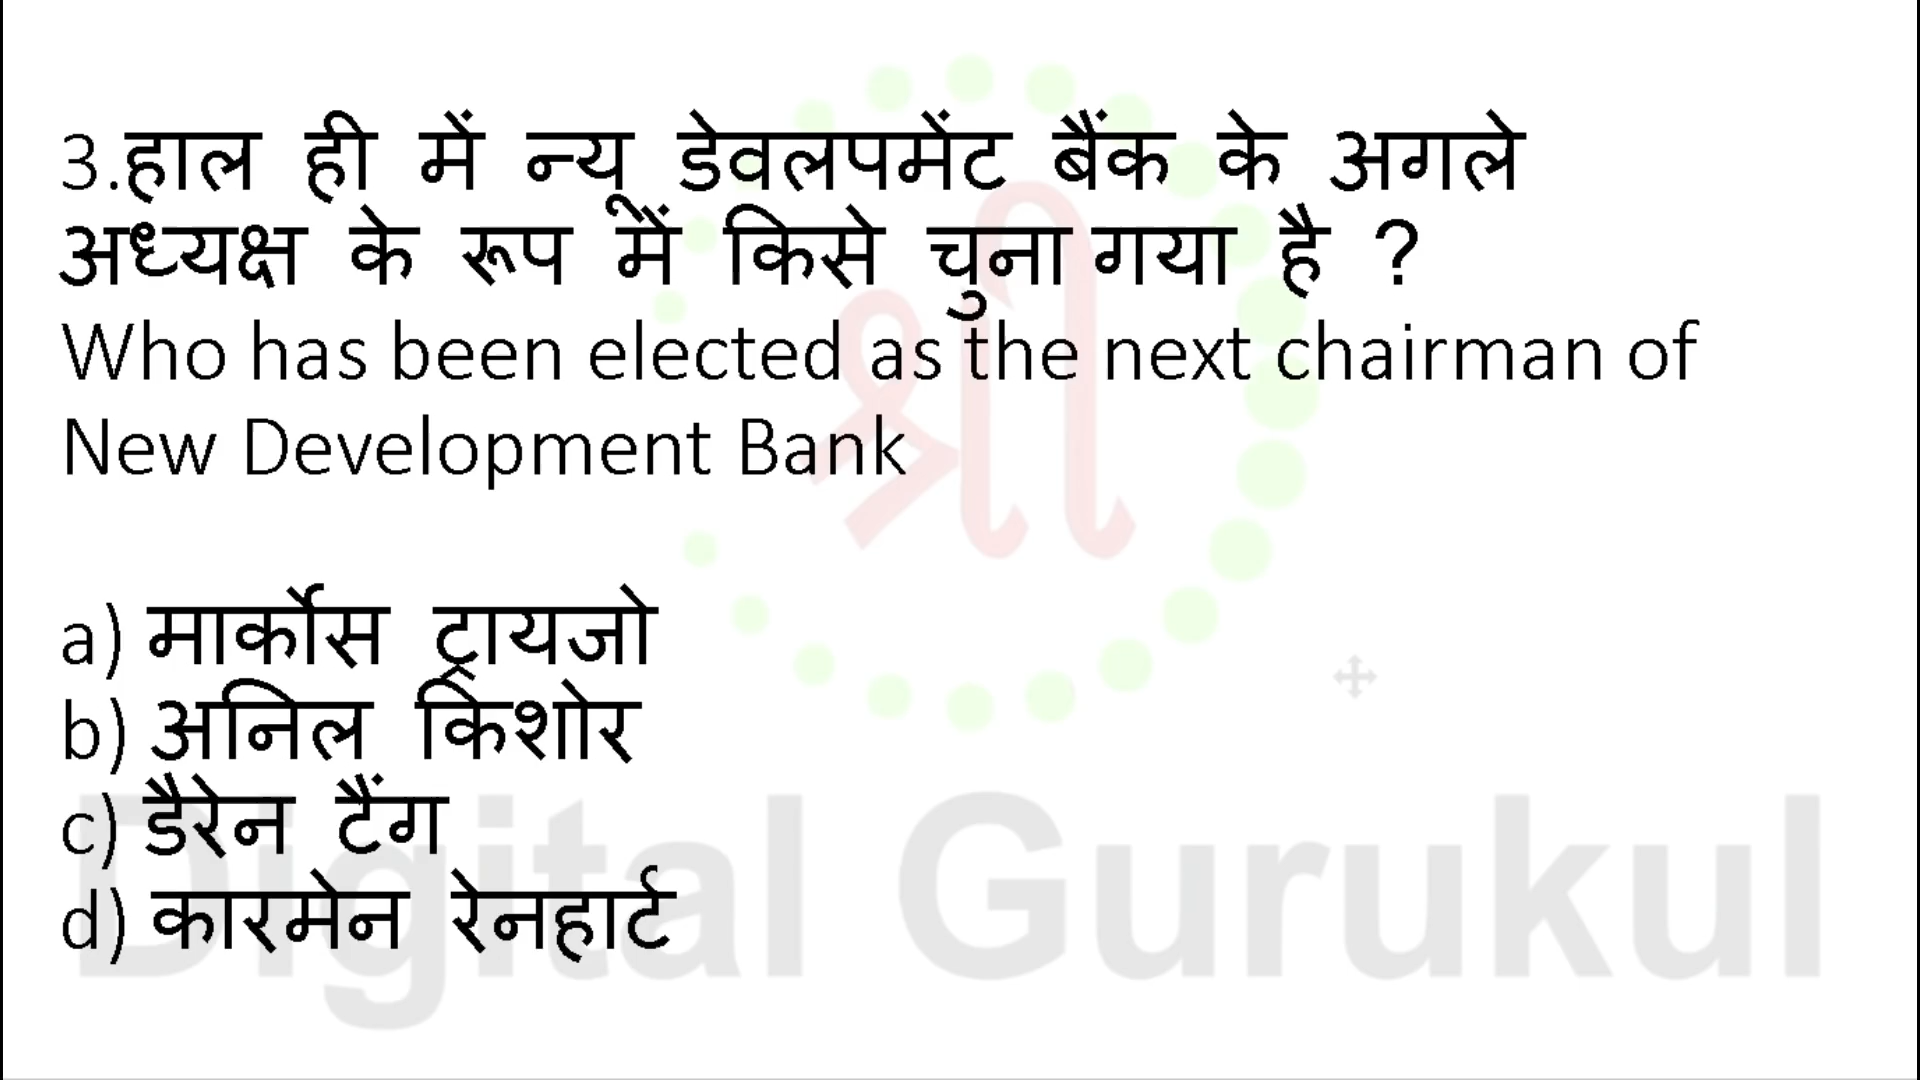 3.हाल ही में न्यू डेवलपमेंट बैंक के अगले
अध्यक्ष के रूप में किसे चुना गया है ?
Who has been elected as the next chairman of
New Development Bank
श्री
a) मार्कोस ट्रायजो
b) अनिल किशोर
c) डैरेन टैंग
d) कारमेन रेनहार्ट
Digital Gurukul